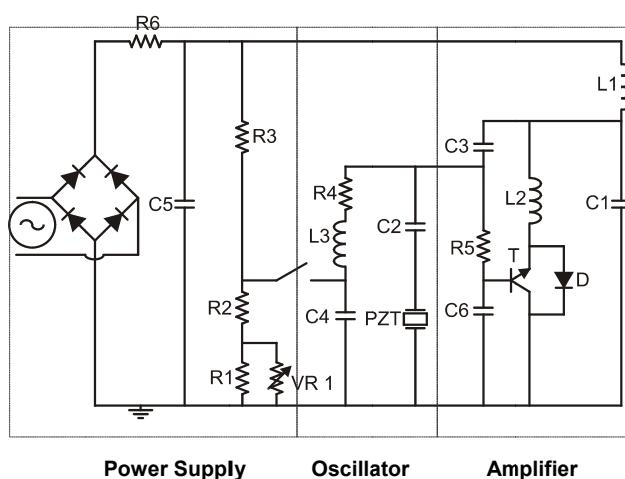 R6
L1
R3
C3
R4
L2
C5
C1
C2
L3
R5
T
D
R2
C4
PZT
C6
R1
VR 1
Power Supply
Oscillator
Amplifier